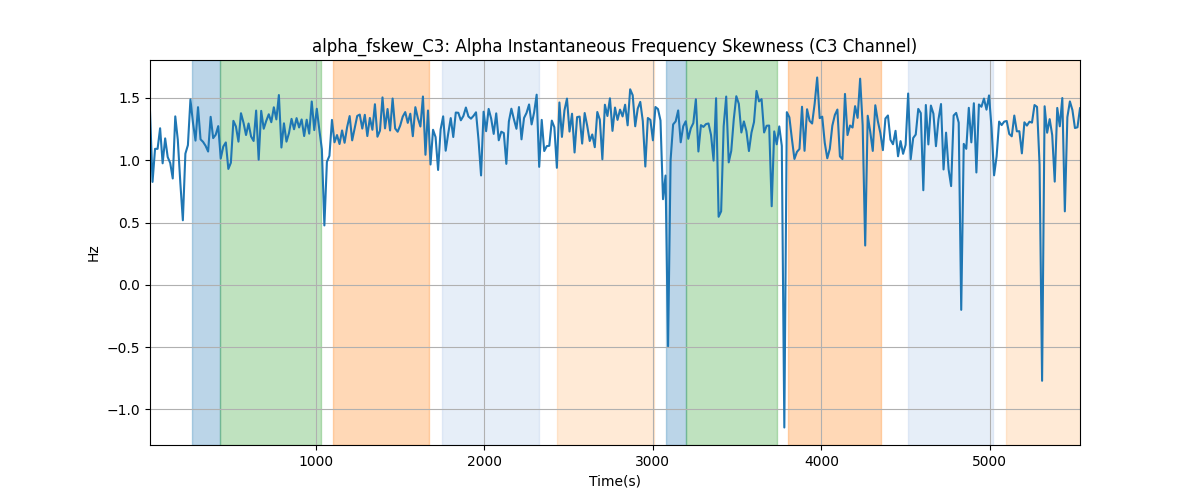 alpha_fskew_C3: Alpha Instantaneous Frequency Skewness (C3 Channel)
Hz
1.5
1.0
0.5
0.0
−0.5
−1.0
1000 2000 3000 4000 5000
Time(s)